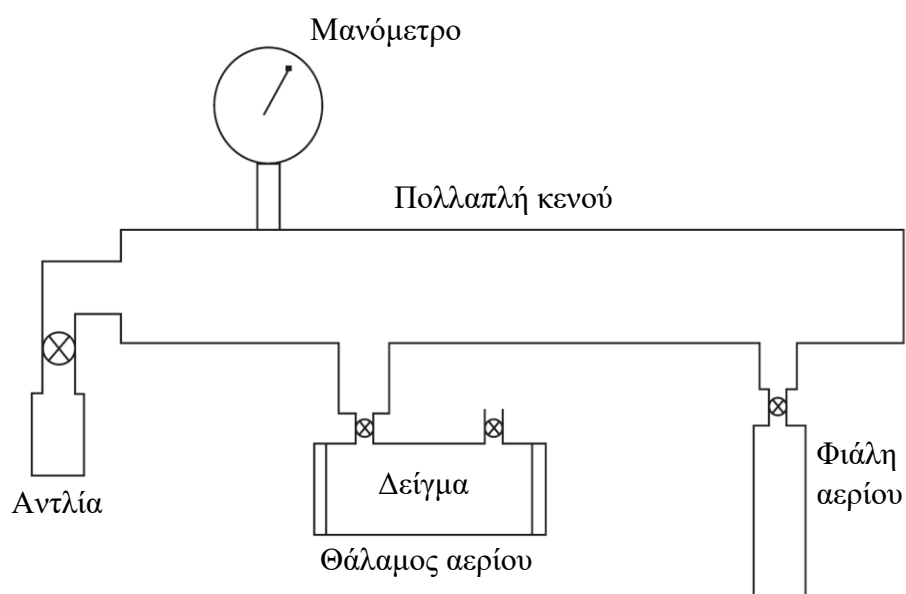 Μανόμετρο
Πολλαπλή κενού
Δείγμα
Φιάλη
αερίου
Αντλία
Θάλαμος αερίου